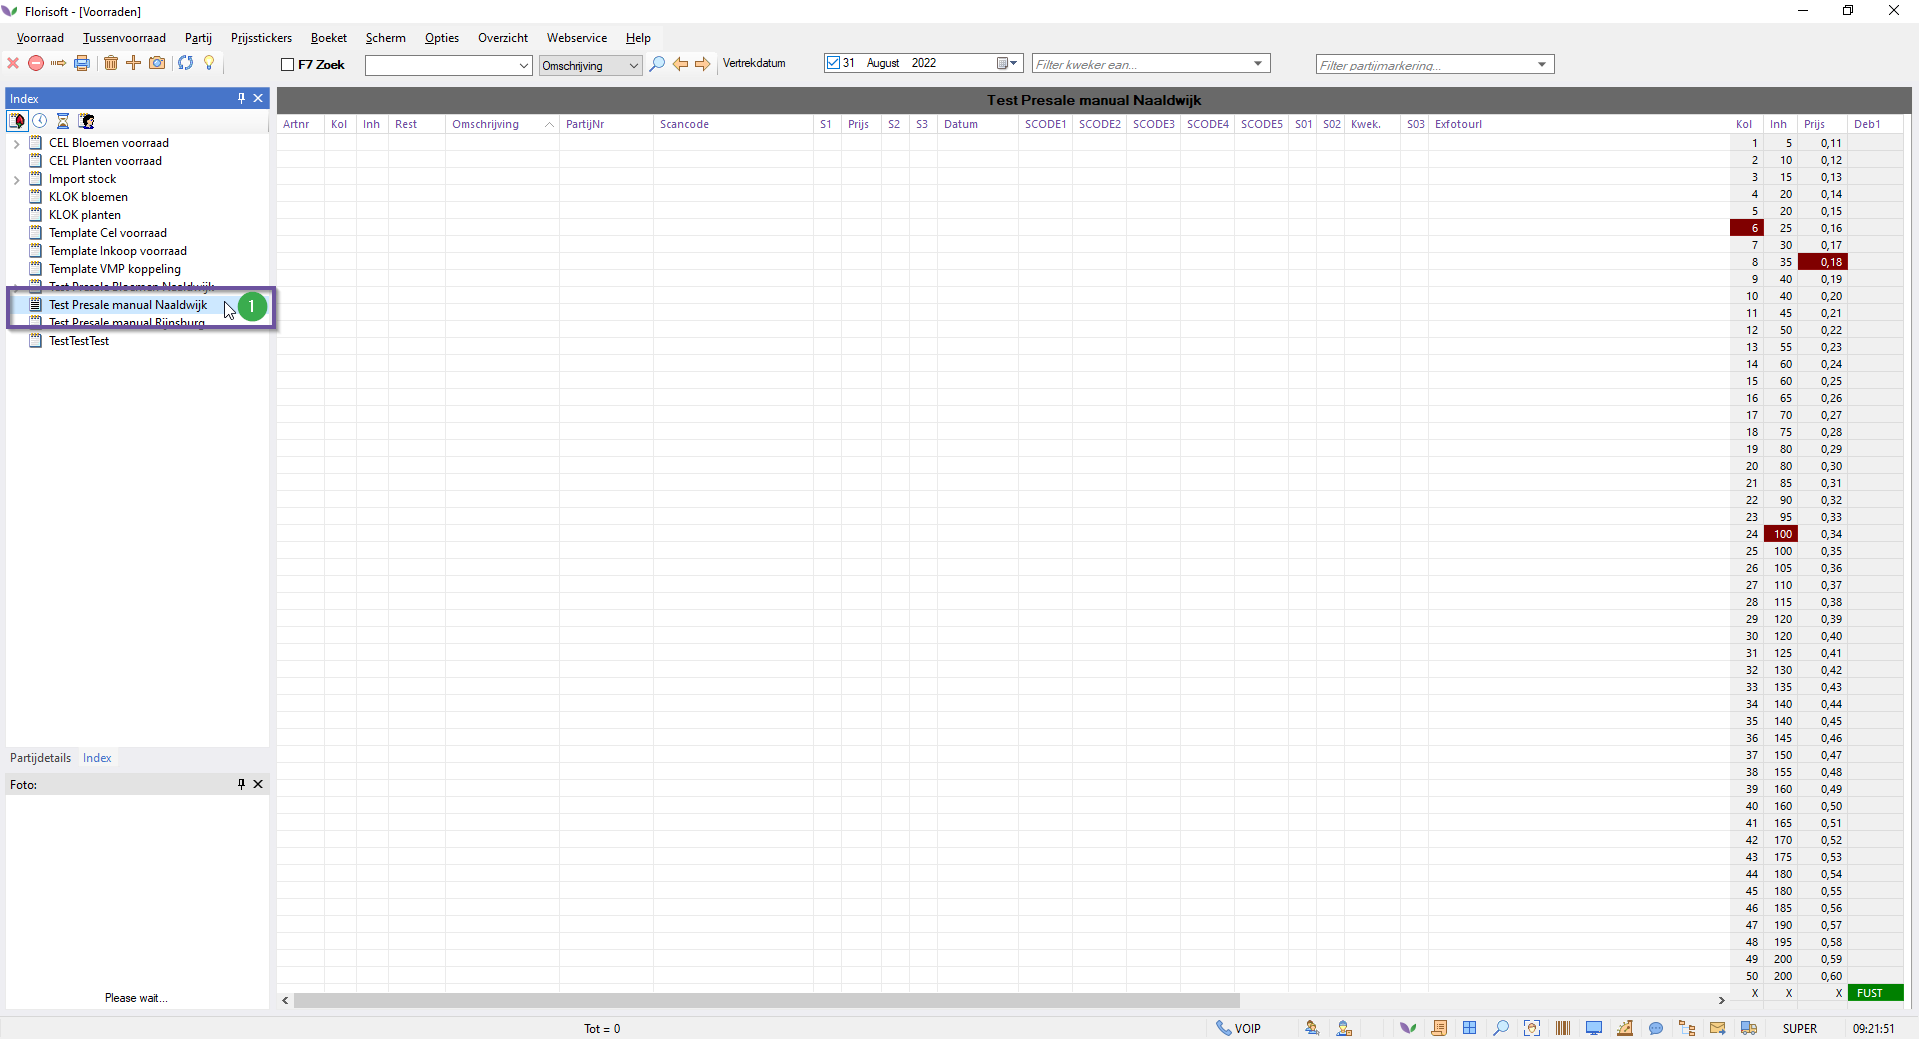 Florisoft - [Voorraden]
Voorraad Tussenvoorraad Partij Prijsstickers Boeket Scherm Opties Overzicht Webservice Help
F7 Zoek Omschrijving Vertrekdatum 31 August 2022 Filter kweker ean... Filter partijmarkering...
Index
CEL Bloemen voorraad
CEL Planten voorraad
Import stock
KLOK bloemen
KLOK planten
Template Cel voorraad
Template Inkoop voorraad
Template VMP koppeling
Test Presale Bloemen Naaldwijk
Test Presale manual Naaldwijk 1
Test Presale manual Rijnsburg
TestTestTest
Partijdetails Index
Foto:
Please wait...
Test Presale manual Naaldwijk
Artnr Kol Inh Rest Omschrijving PartijNr Scancode S1 Prijs S2 S3 Datum SCODE1 SCODE2 SCODE3 SCODE4 SCODE5 S01 S02 Kwek. S03 Exfotourl Kol Inh Prijs Deb1
1 5 0,11
2 10 0,12
3 15 0,13
4 20 0,14
5 20 0,15
6 25 0,16
7 30 0,17
8 35 0,18
9 40 0,19
10 40 0,20
11 45 0,21
12 50 0,22
13 55 0,23
14 60 0,24
15 60 0,25
16 65 0,26
17 70 0,27
18 75 0,28
19 80 0,29
20 80 0,30
21 85 0,31
22 90 0,32
23 95 0,33
24 100 0,34
25 100 0,35
26 105 0,36
27 110 0,37
28 115 0,38
29 120 0,39
30 120 0,40
31 125 0,41
32 130 0,42
33 135 0,43
34 140 0,44
35 140 0,45
36 145 0,46
37 150 0,47
38 155 0,48
39 160 0,49
40 160 0,50
41 165 0,51
42 170 0,52
43 175 0,53
44 180 0,54
45 180 0,55
46 185 0,56
47 190 0,57
48 195 0,58
49 200 0,59
50 200 0,60
X X X FUST
Tot = 0 VOIP SUPER 09:21:51